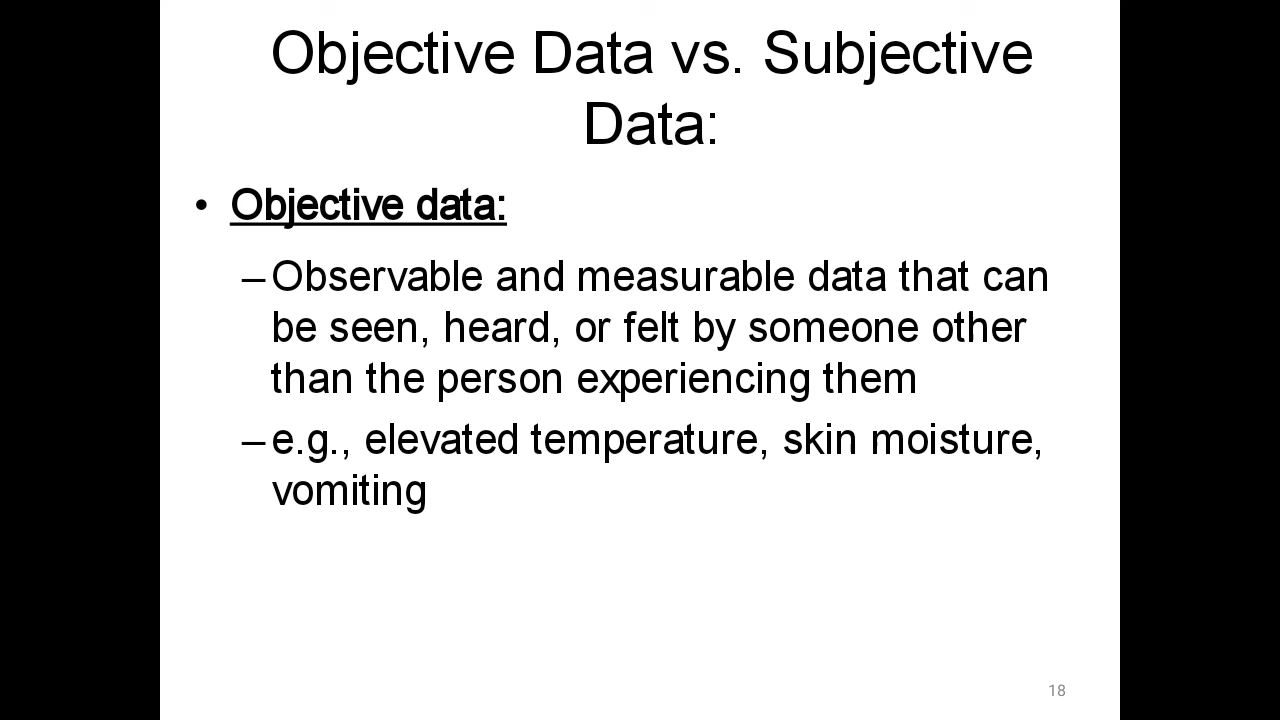 Objective Data vs. Subjective
Data:
• Objective data:
– Observable and measurable data that can
be seen, heard, or felt by someone other
than the person experiencing them
– e.g., elevated temperature, skin moisture,
vomiting
18